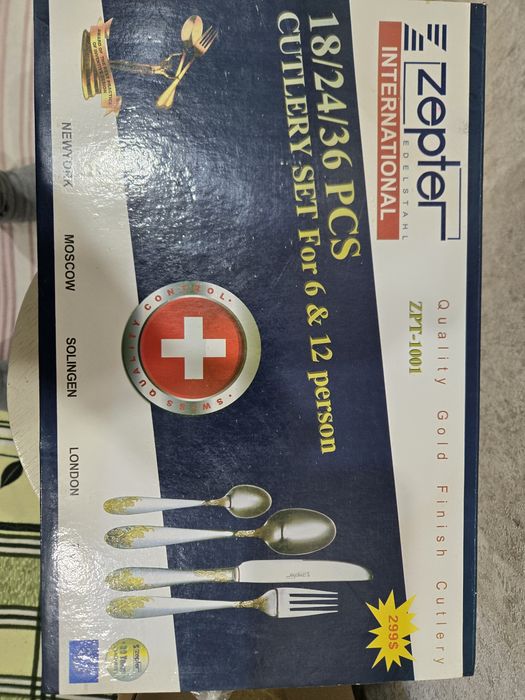 zepter
EDELSTAHL
INTERNATIONAL
Quality Gold Finish Cutlery
ZPT-1001
18/24/36 PCS
CUTLERY SET For 6 & 12 person
SWISS QUALITY CONTROL
299$
NEWYORK
MOSCOW
SOLINGEN
LONDON
zepter